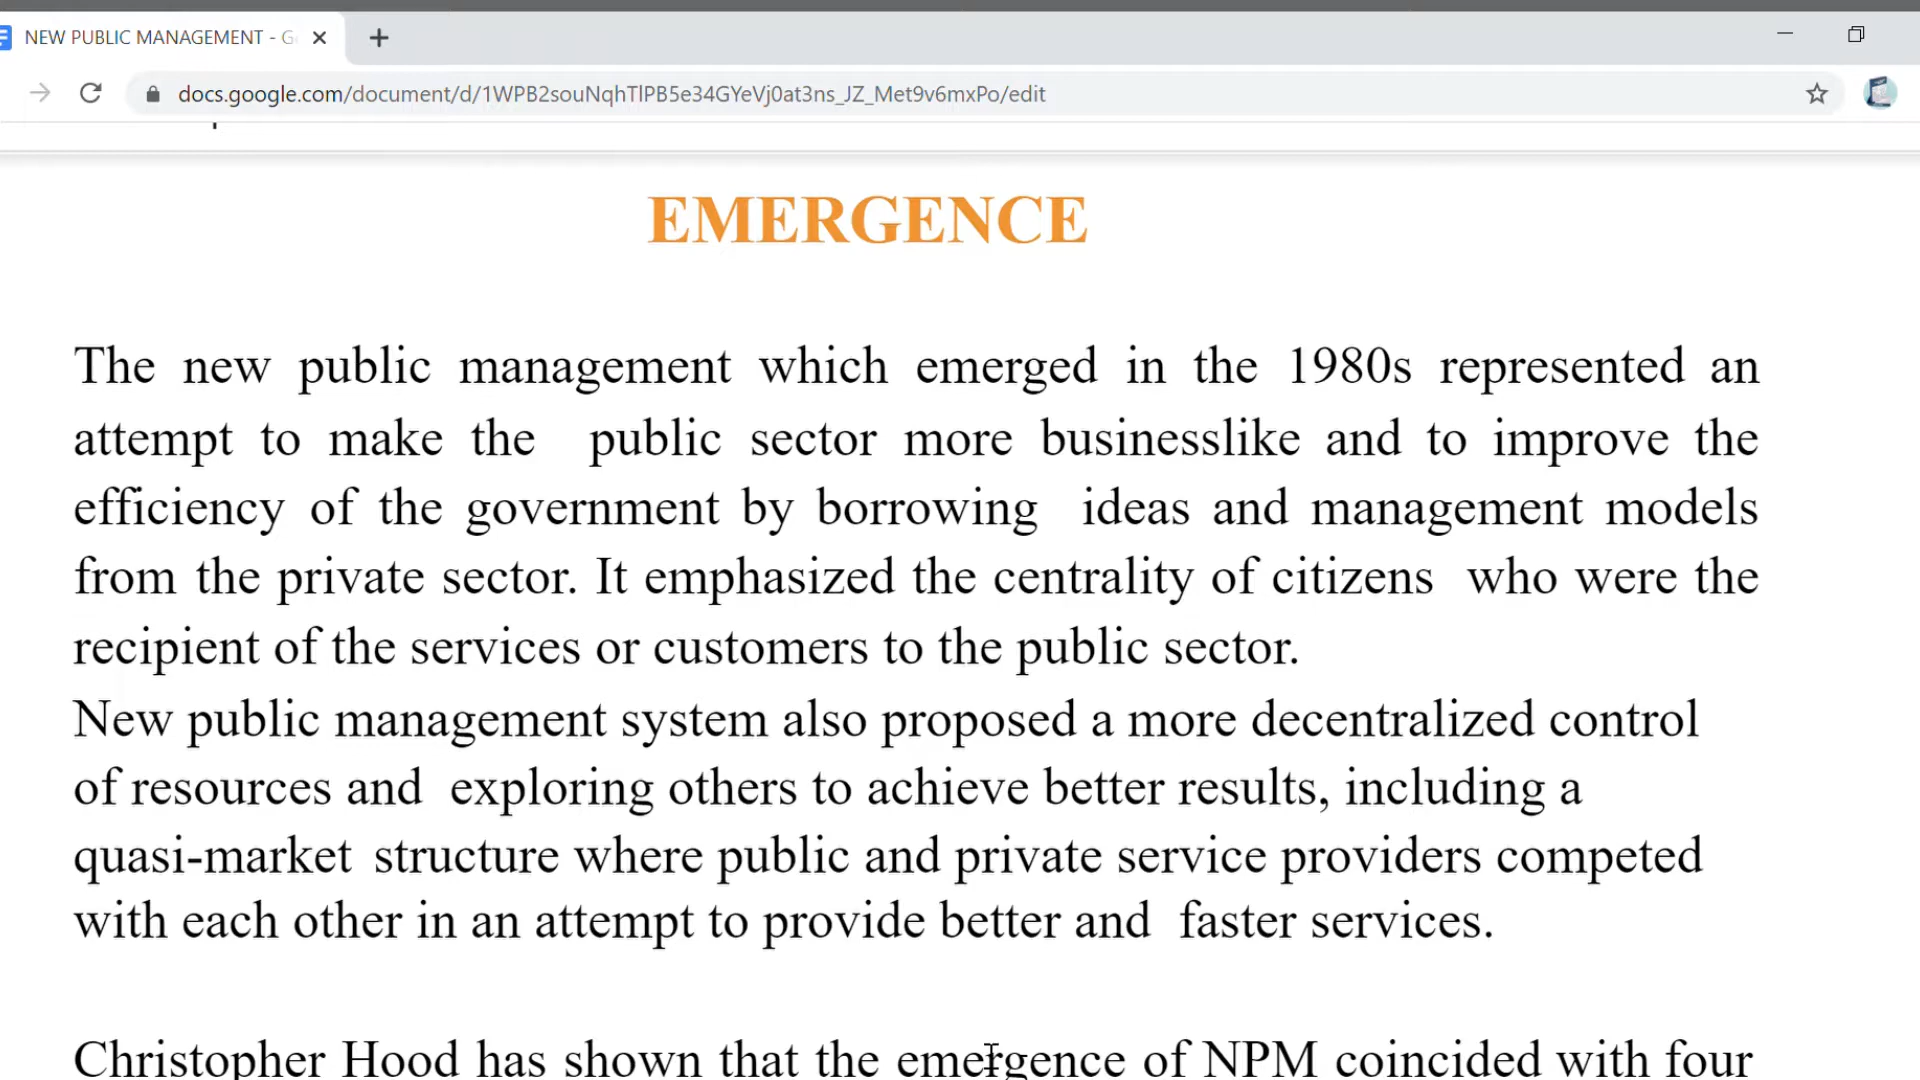 NEW PUBLIC MANAGEMENT - G
docs.google.com/document/d/1WPB2souNqhTlPB5e34GYeVj0at3ns_JZ_Met9v6mxPo/edit
EMERGENCE
The new public management which emerged in the 1980s represented an
attempt to make the public sector more businesslike and to improve the
efficiency of the government by borrowing ideas and management models
from the private sector. It emphasized the centrality of citizens who were the
recipient of the services or customers to the public sector.
New public management system also proposed a more decentralized control
of resources and exploring others to achieve better results, including a
quasi-market structure where public and private service providers competed
with each other in an attempt to provide better and faster services.
Christopher Hood has shown that the emergence of NPM coincided with four